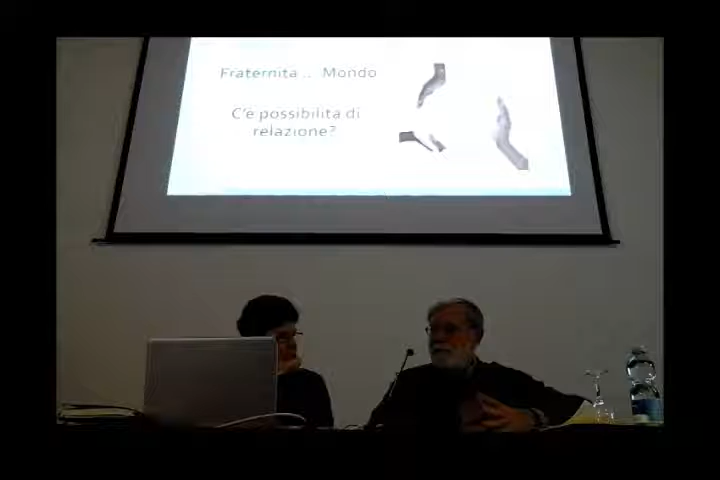 Fraternita ... Mondo
C'è possibilita di
relazione?